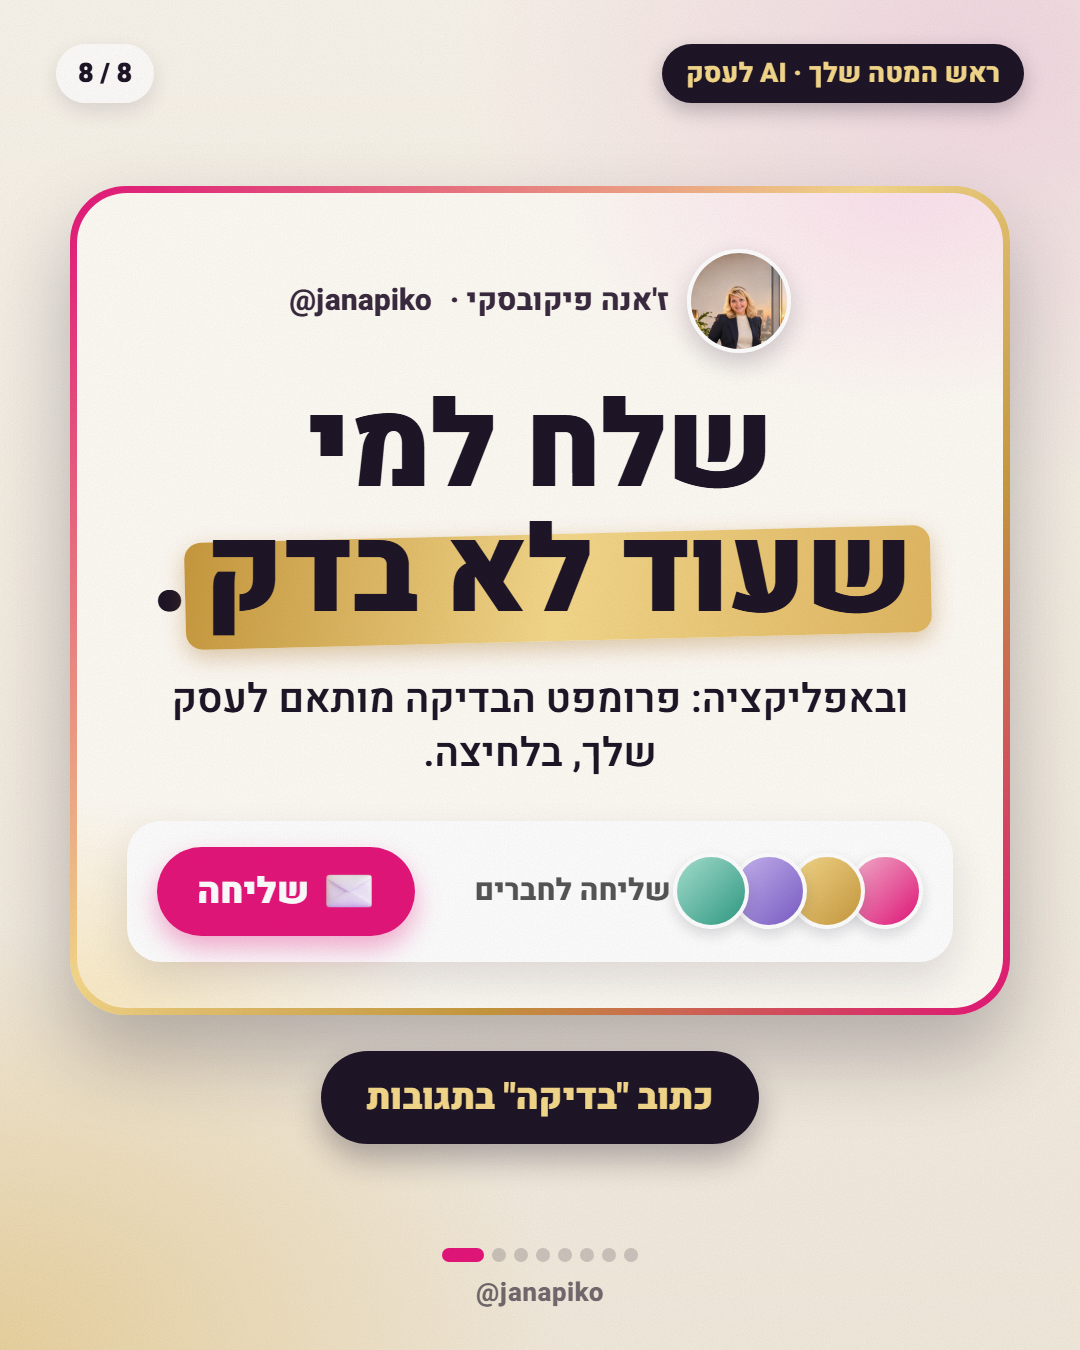 ראש המטה שלך · AI לעסק
8 / 8
ז'אנה פיקובסקי · @janapiko
שלח למי
שעוד לא בדק.
ובאפליקציה: פרומפט הבדיקה מותאם לעסק
שלך, בלחיצה.
שליחה לחברים
שליחה
כתוב "בדיקה" בתגובות
@janapiko